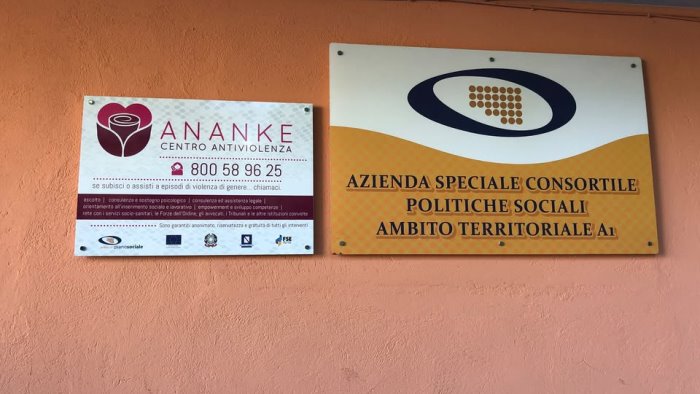 ANANKE
CENTRO ANTIVIOLENZA
800 58 96 25
se subisci o assisti a episodi di violenza di genere... chiamaci.
ascolto | consulenza e sostegno psicologico | consulenza ed assistenza legale |
orientamento all'inserimento sociale e lavorativo | empowerment e sviluppo competenze |
rete con i servizi socio-sanitari, le Forze dell'Ordine, gli avvocati, i Tribunali e le altre istituzioni coinvolte
Sono garantiti anonimato, riservatezza e gratuità di tutti gli interventi
pianosociale
FSE
AZIENDA SPECIALE CONSORTILE
POLITICHE SOCIALI
AMBITO TERRITORIALE A1